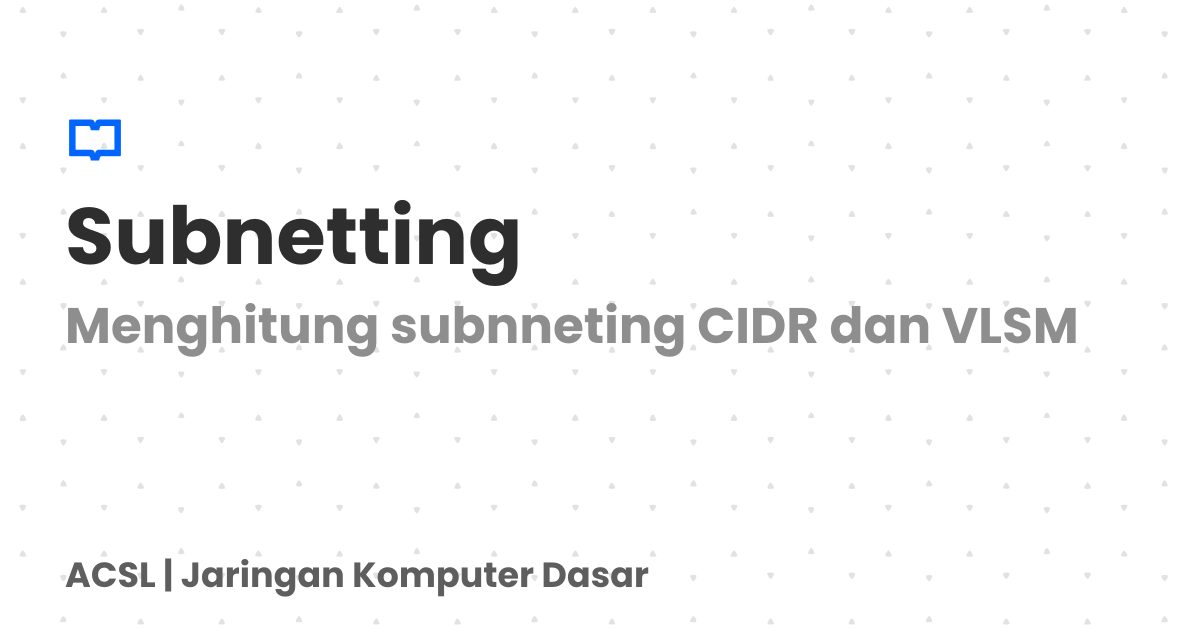 Subnetting
Menghitung subnneting CIDR dan VLSM
ACSL | Jaringan Komputer Dasar